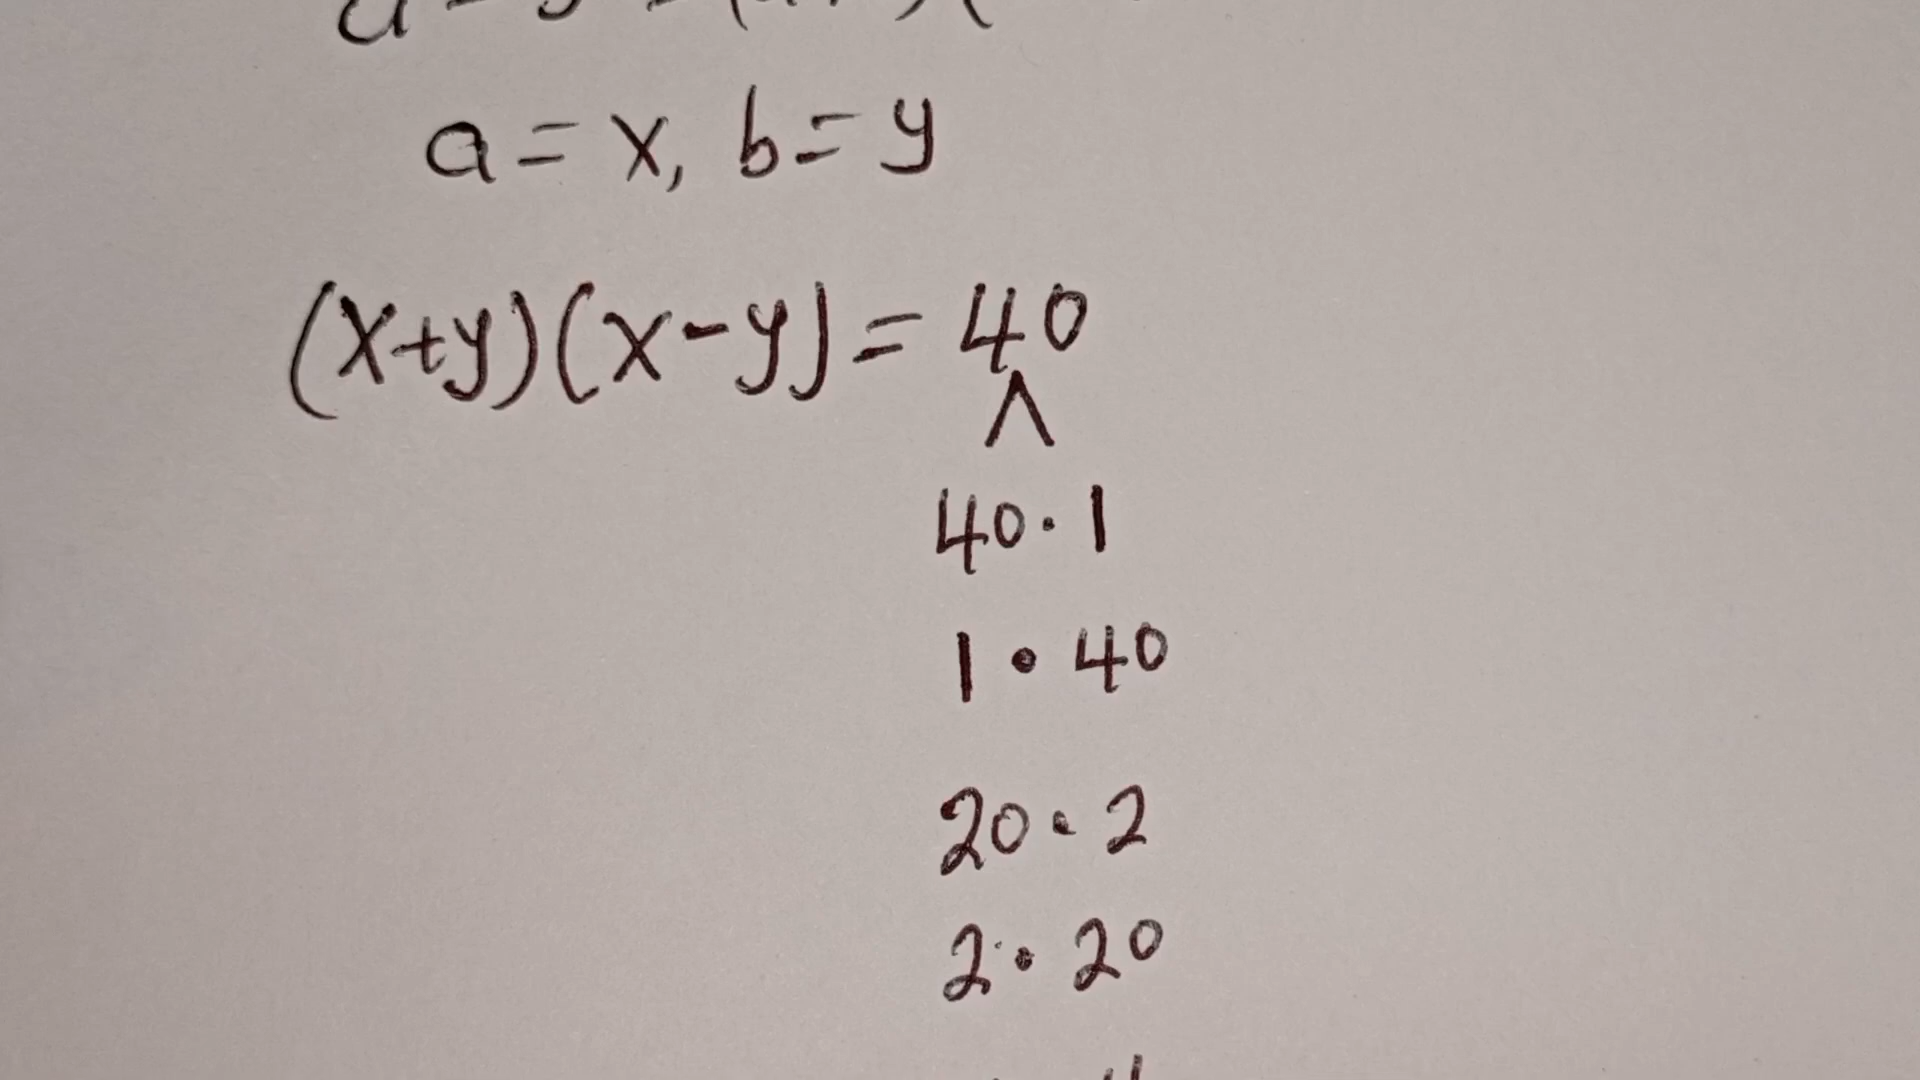 a = x, b = y
(x+y)(x-y) = 40
∧
40·1
1·40
20·2
2·20